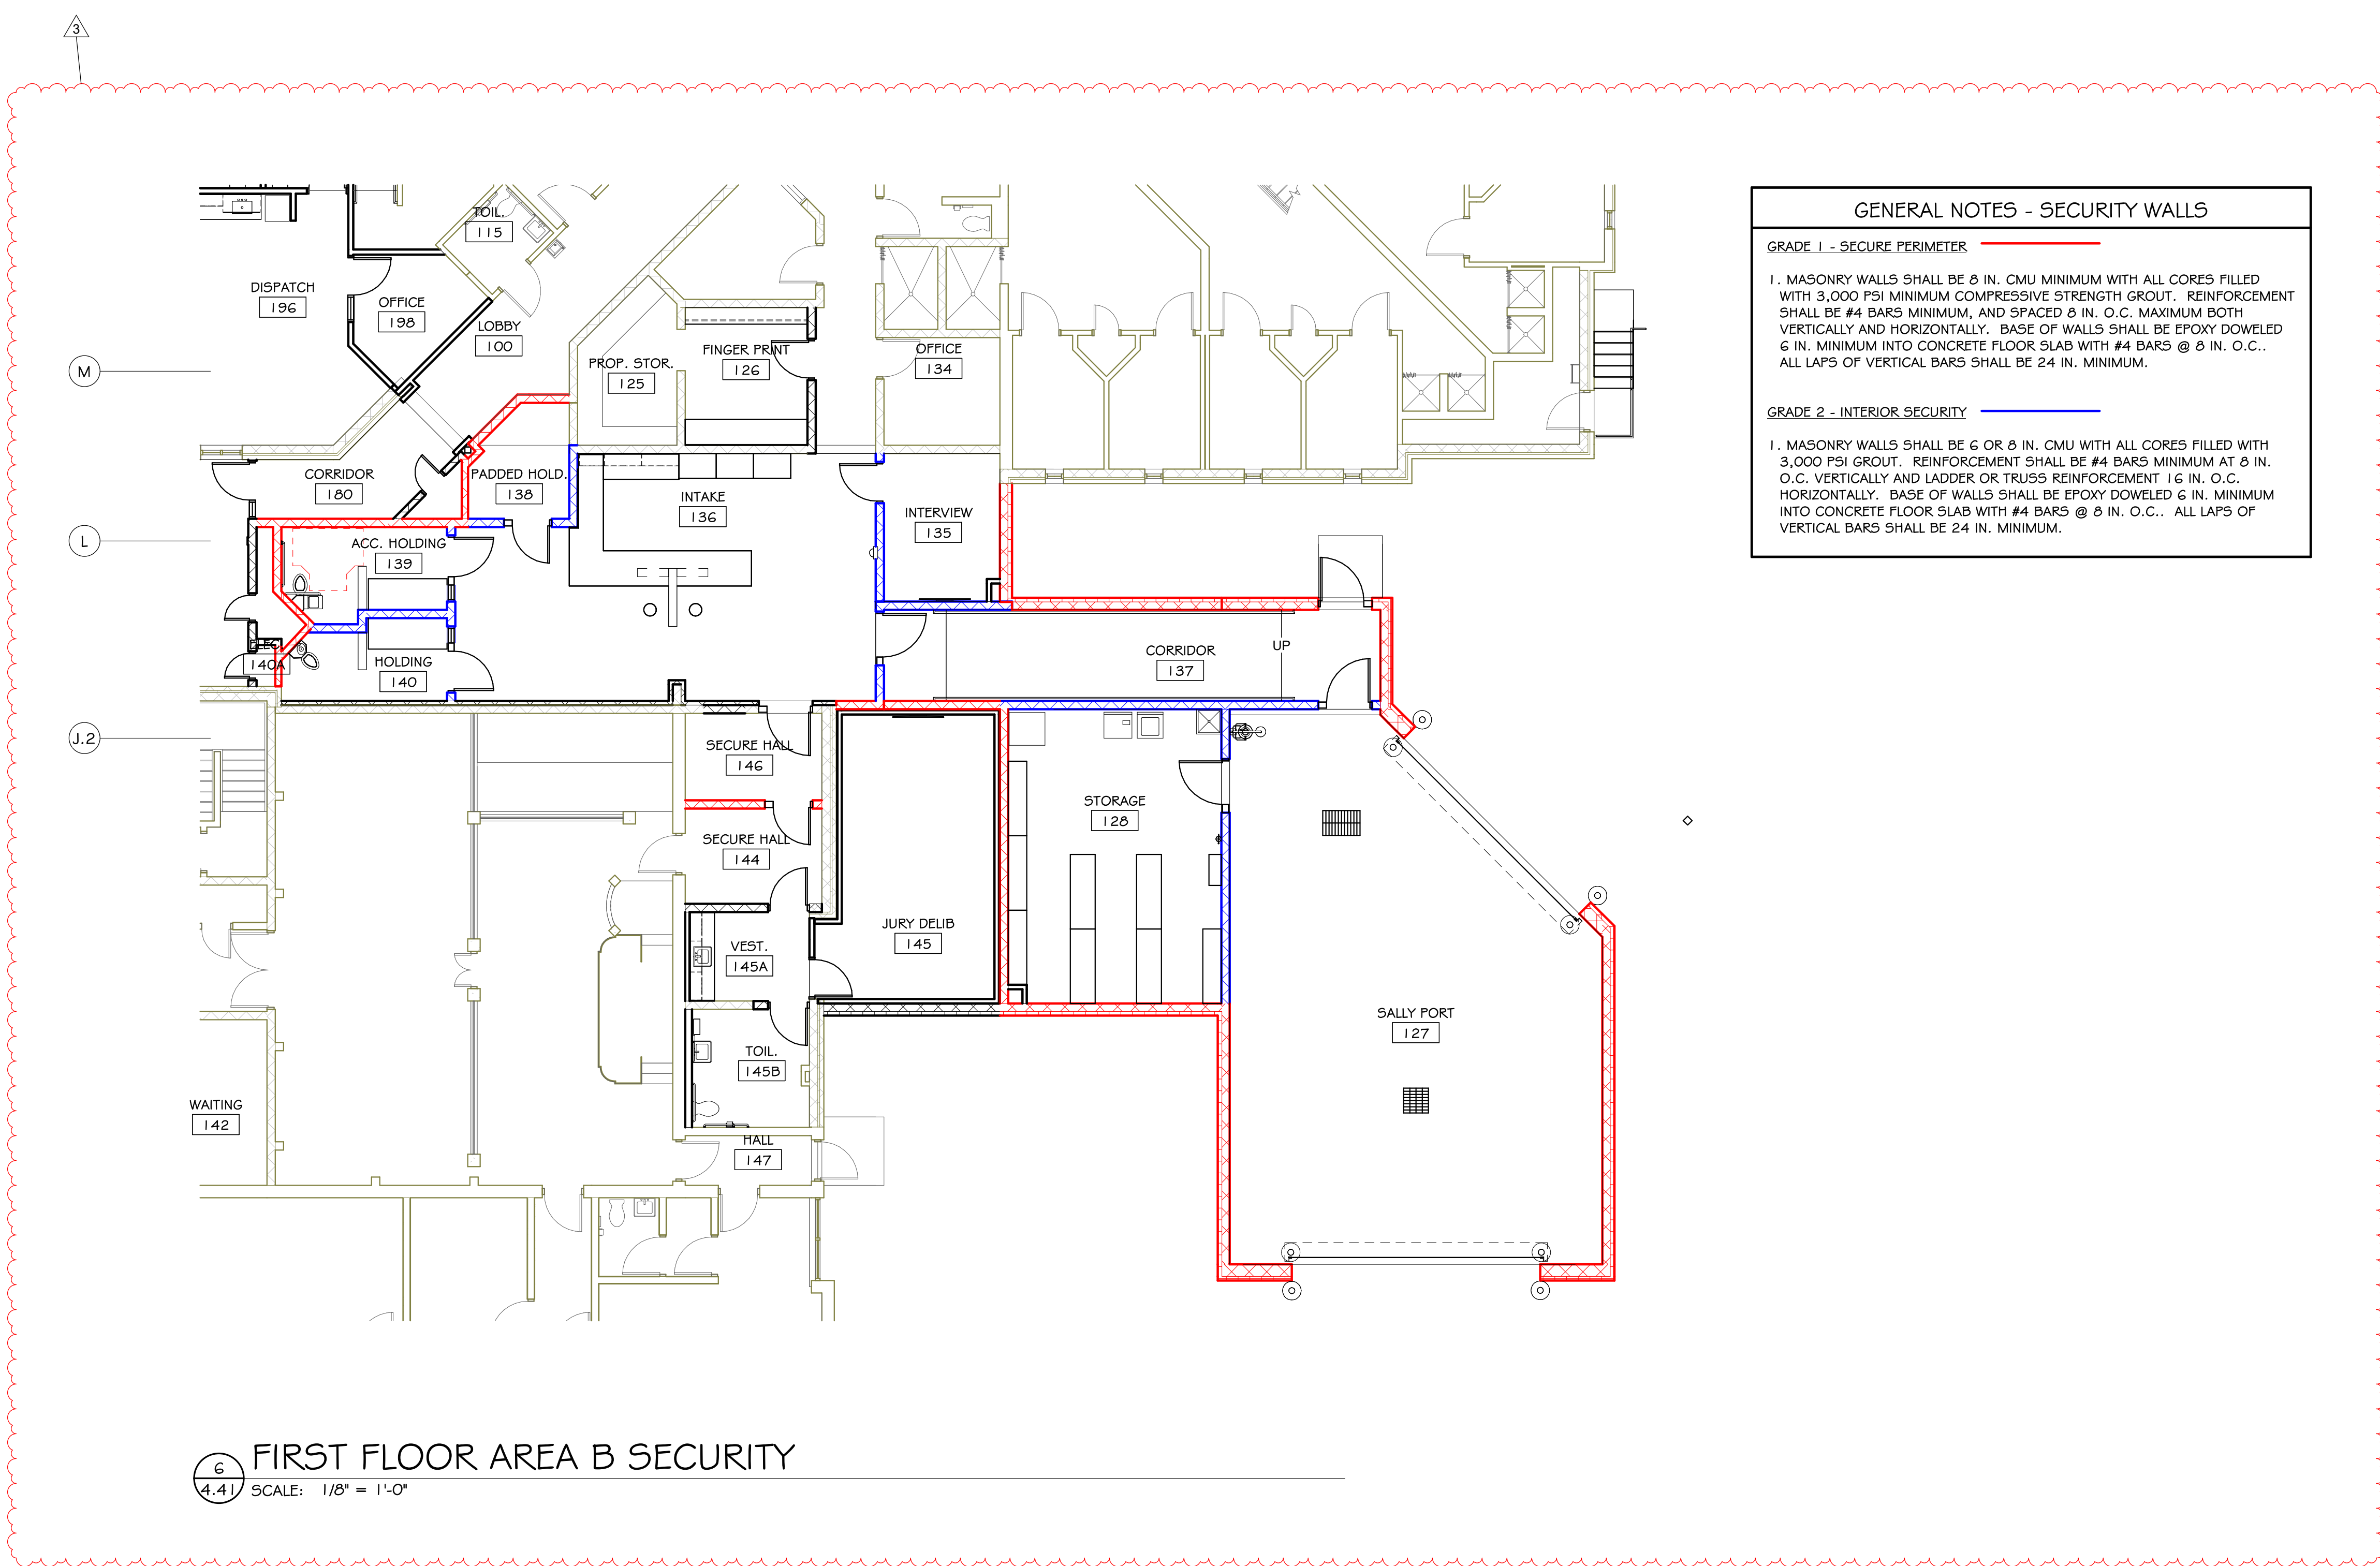 3
GENERAL NOTES - SECURITY WALLS
GRADE 1 - SECURE PERIMETER
1. MASONRY WALLS SHALL BE 8 IN. CMU MINIMUM WITH ALL CORES FILLED
WITH 3,000 PSI MINIMUM COMPRESSIVE STRENGTH GROUT. REINFORCEMENT
SHALL BE #4 BARS MINIMUM, AND SPACED 8 IN. O.C. MAXIMUM BOTH
VERTICALLY AND HORIZONTALLY. BASE OF WALLS SHALL BE EPOXY DOWELED
6 IN. MINIMUM INTO CONCRETE FLOOR SLAB WITH #4 BARS @ 8 IN. O.C..
ALL LAPS OF VERTICAL BARS SHALL BE 24 IN. MINIMUM.
GRADE 2 - INTERIOR SECURITY
1. MASONRY WALLS SHALL BE 6 OR 8 IN. CMU WITH ALL CORES FILLED WITH
3,000 PSI GROUT. REINFORCEMENT SHALL BE #4 BARS MINIMUM AT 8 IN.
O.C. VERTICALLY AND LADDER OR TRUSS REINFORCEMENT 16 IN. O.C.
HORIZONTALLY. BASE OF WALLS SHALL BE EPOXY DOWELED 6 IN. MINIMUM
INTO CONCRETE FLOOR SLAB WITH #4 BARS @ 8 IN. O.C.. ALL LAPS OF
VERTICAL BARS SHALL BE 24 IN. MINIMUM.
TOIL.
115
DISPATCH
196
OFFICE
198
LOBBY
100
PROP. STOR.
125
FINGER PRINT
126
OFFICE
134
M
CORRIDOR
180
PADDED HOLD.
138
INTAKE
136
INTERVIEW
135
L
ACC. HOLDING
139
140A
HOLDING
140
CORRIDOR
137
UP
J.2
SECURE HALL
146
STORAGE
128
SECURE HALL
144
JURY DELIB
145
VEST.
145A
SALLY PORT
127
TOIL.
145B
WAITING
142
HALL
147
6
4.41
FIRST FLOOR AREA B SECURITY
SCALE: 1/8" = 1'-0"